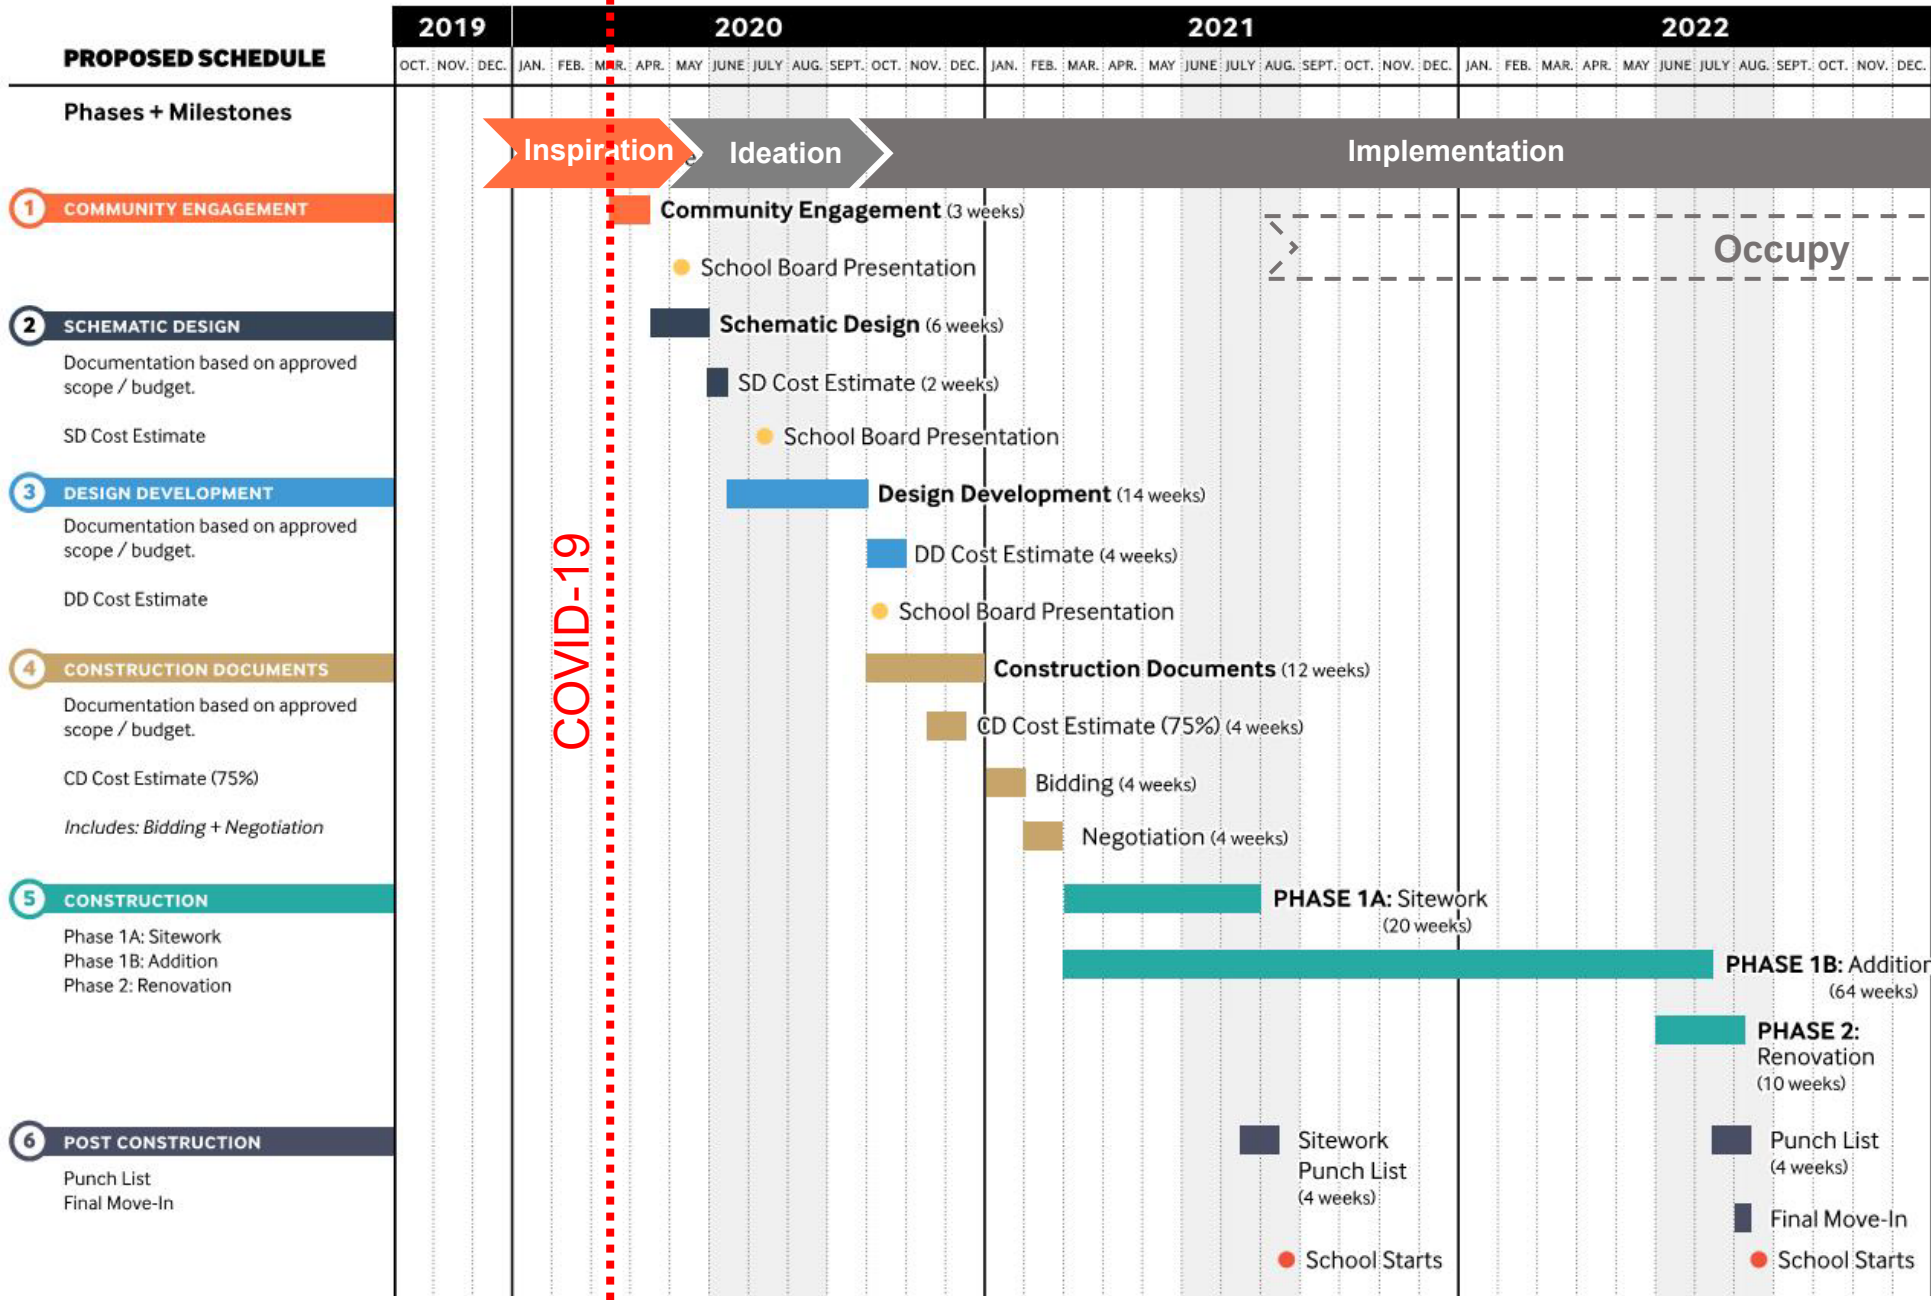 2019 2020 2021 2022
PROPOSED SCHEDULE
OCT. NOV. DEC. JAN. FEB. MAR. APR. MAY JUNE JULY AUG. SEPT. OCT. NOV. DEC. JAN. FEB. MAR. APR. MAY JUNE JULY AUG. SEPT. OCT. NOV. DEC. JAN. FEB. MAR. APR. MAY JUNE JULY AUG. SEPT. OCT. NOV. DEC.
Phases + Milestones
Inspiration Ideation Implementation
1 COMMUNITY ENGAGEMENT
Community Engagement (3 weeks)
Occupy
School Board Presentation
2 SCHEMATIC DESIGN
Schematic Design (6 weeks)
Documentation based on approved
scope / budget.
SD Cost Estimate (2 weeks)
SD Cost Estimate
School Board Presentation
3 DESIGN DEVELOPMENT
Design Development (14 weeks)
Documentation based on approved
scope / budget.
DD Cost Estimate (4 weeks)
DD Cost Estimate
School Board Presentation
COVID-19
4 CONSTRUCTION DOCUMENTS
Construction Documents (12 weeks)
Documentation based on approved
scope / budget.
CD Cost Estimate (75%) (4 weeks)
CD Cost Estimate (75%)
Bidding (4 weeks)
Includes: Bidding + Negotiation
Negotiation (4 weeks)
5 CONSTRUCTION
PHASE 1A: Sitework
(20 weeks)
Phase 1A: Sitework
Phase 1B: Addition
Phase 2: Renovation
PHASE 1B: Addition
(64 weeks)
PHASE 2:
Renovation
(10 weeks)
6 POST CONSTRUCTION
Punch List
Final Move-In
Sitework
Punch List
(4 weeks)
Punch List
(4 weeks)
Final Move-In
School Starts
School Starts